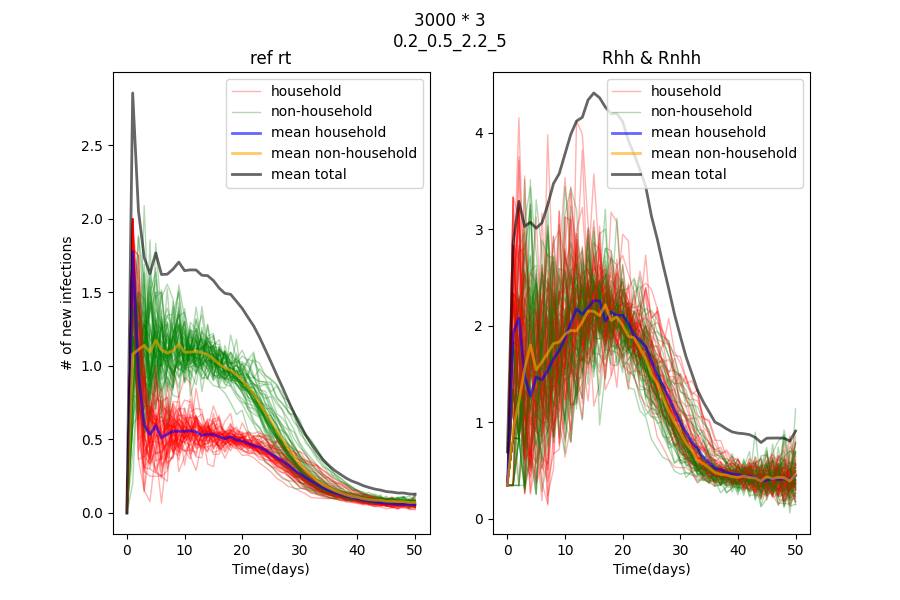 3000 * 3
0.2_0.5_2.2_5
ref rt
household
non-household
mean household
mean non-household
mean total
2.5
2.0
1.5
1.0
0.5
0.0
# of new infections
0 10 20 30 40 50
Time(days)
Rhh & Rnhh
household
non-household
mean household
mean non-household
mean total
4
3
2
1
0
0 10 20 30 40 50
Time(days)